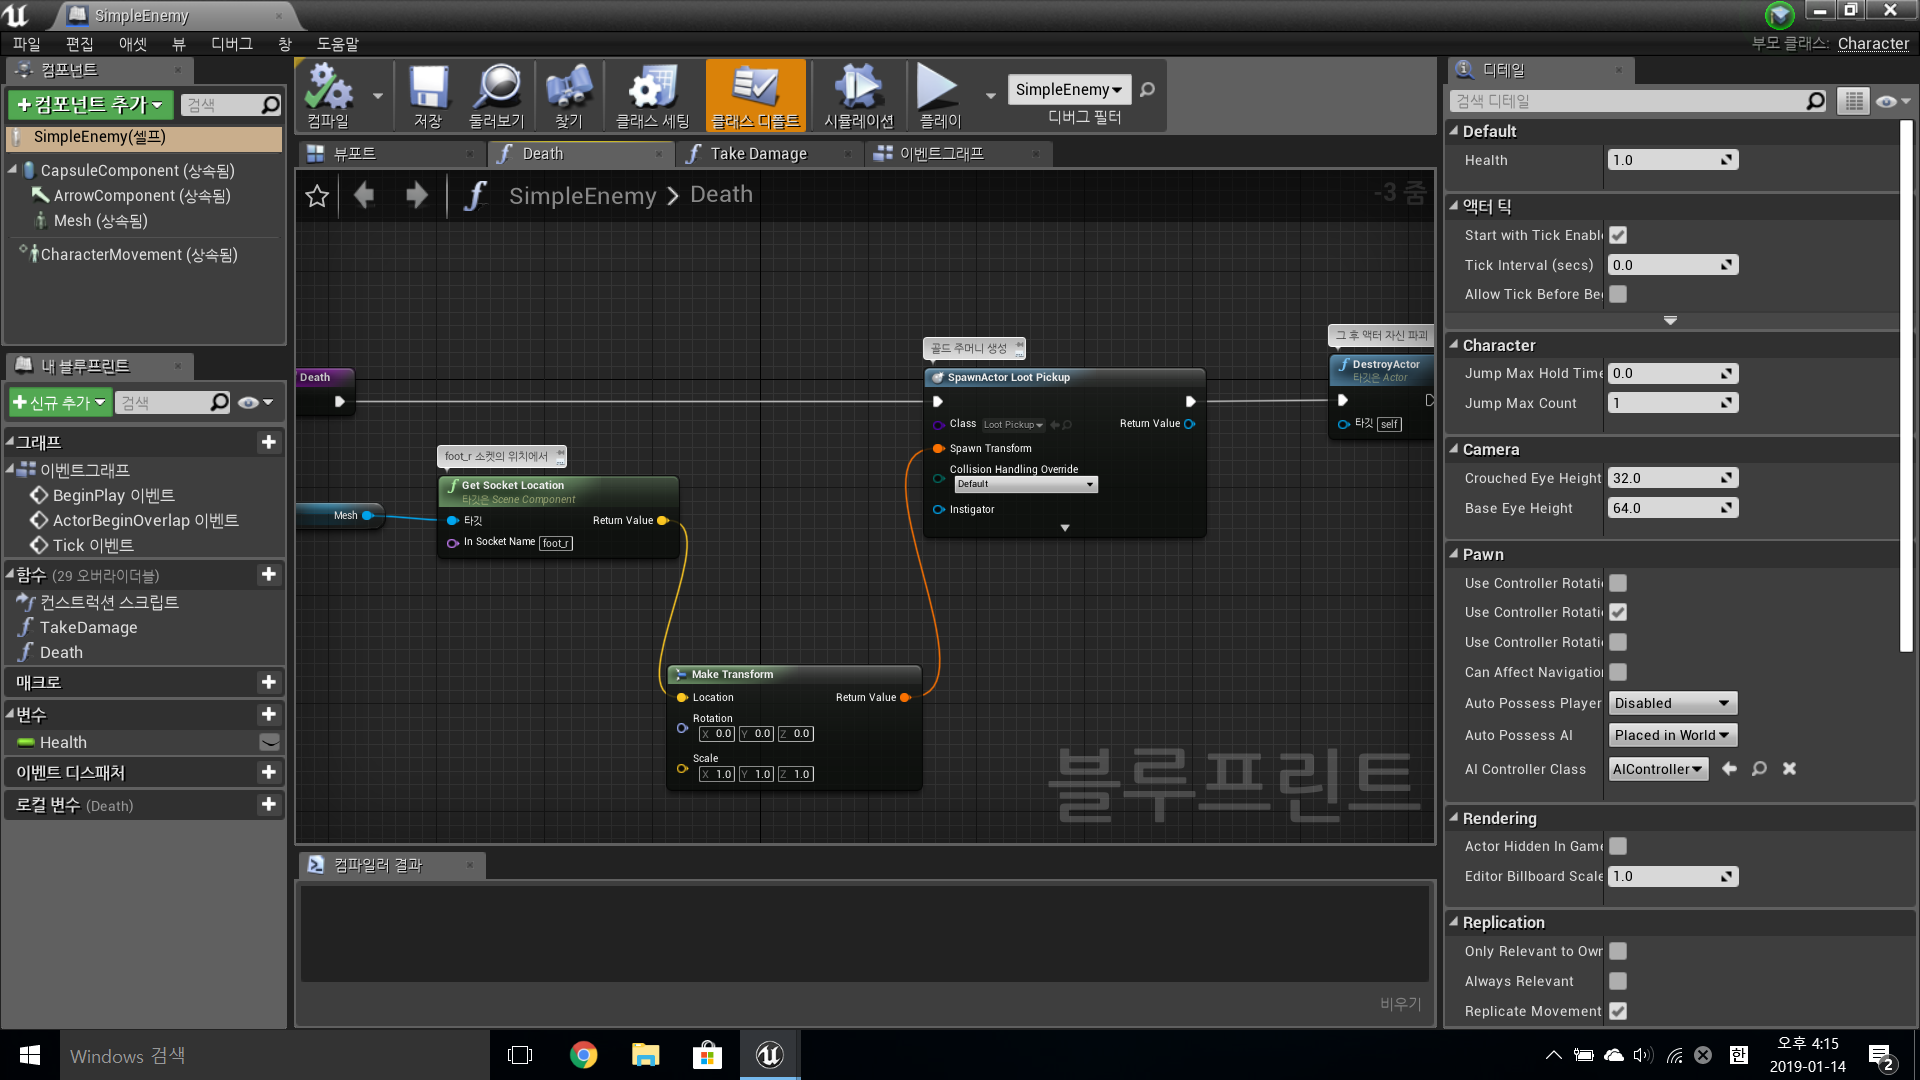 SimpleEnemy
파일 편집 애셋 뷰 디버그 창 도움말
부모 클래스: Character
컴포넌트
+컴포넌트 추가
검색
SimpleEnemy(셀프)
CapsuleComponent (상속됨)
ArrowComponent (상속됨)
Mesh (상속됨)
CharacterMovement (상속됨)
내 블루프린트
신규 추가
검색
그래프
이벤트그래프
BeginPlay 이벤트
ActorBeginOverlap 이벤트
Tick 이벤트
함수 (29 오버라이더블)
컨스트럭션 스크립트
TakeDamage
Death
매크로
변수
Health
이벤트 디스패처
로컬 변수 (Death)
컴파일
저장
둘러보기
찾기
클래스 세팅
클래스 디폴트
시뮬레이션
플레이
SimpleEnemy
디버그 필터
뷰포트
Death
Take Damage
이벤트그래프
SimpleEnemy > Death
-3 줌
Death
foot_r 소켓의 위치에서
Get Socket Location
타깃은 Scene Component
타깃
Return Value
In Socket Name foot_r
Mesh
Make Transform
Location
Return Value
Rotation
X 0.0 Y 0.0 Z 0.0
Scale
X 1.0 Y 1.0 Z 1.0
골드 주머니 생성
SpawnActor Loot Pickup
Class Loot Pickup
Return Value
Spawn Transform
Collision Handling Override
Default
Instigator
그 후 액터 자신 파괴
DestroyActor
타깃은 Actor
타깃 self
블루프린트
컴파일러 결과
비우기
디테일
검색 디테일
Default
Health 1.0
액터 틱
Start with Tick Enabl
Tick Interval (secs) 0.0
Allow Tick Before Be
Character
Jump Max Hold Time 0.0
Jump Max Count 1
Camera
Crouched Eye Height 32.0
Base Eye Height 64.0
Pawn
Use Controller Rotati
Use Controller Rotati
Use Controller Rotati
Can Affect Navigation
Auto Possess Player Disabled
Auto Possess AI Placed in World
AI Controller Class AIController
Rendering
Actor Hidden In Game
Editor Billboard Scale 1.0
Replication
Only Relevant to Own
Always Relevant
Replicate Movement
Windows 검색
한
오후 4:15
2019-01-14
2